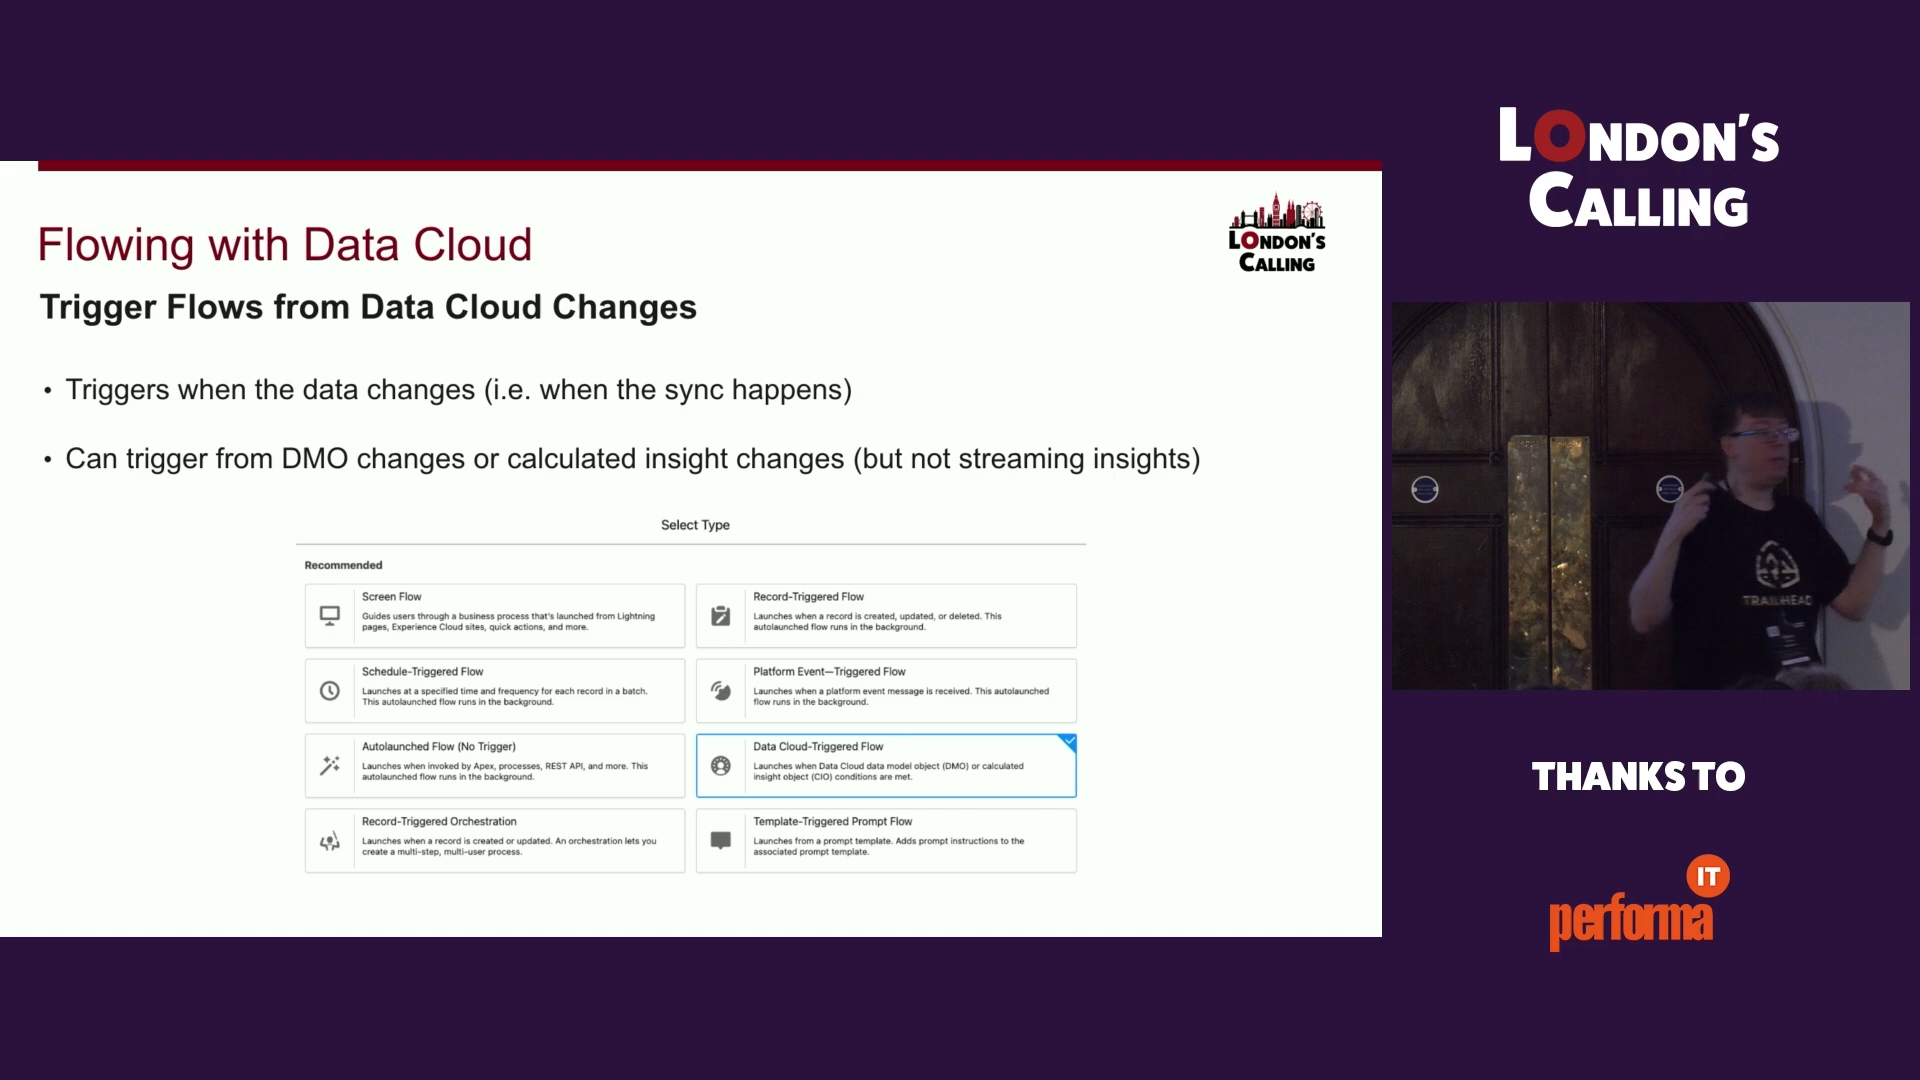 Flowing with Data Cloud
LONDON'S
CALLING
Trigger Flows from Data Cloud Changes
• Triggers when the data changes (i.e. when the sync happens)
• Can trigger from DMO changes or calculated insight changes (but not streaming insights)
Select Type
Recommended
Screen Flow
Guides users through a business process that's launched from Lightning
pages, Experience Cloud sites, quick actions, and more.
Record-Triggered Flow
Launches when a record is created, updated, or deleted. This
autolaunched flow runs in the background.
Schedule-Triggered Flow
Launches at a specified time and frequency for each record in a batch.
This autolaunched flow runs in the background.
Platform Event—Triggered Flow
Launches when a platform event message is received. This autolaunched
flow runs in the background.
Autolaunched Flow (No Trigger)
Launches when invoked by Apex, processes, REST API, and more. This
autolaunched flow runs in the background.
Data Cloud-Triggered Flow
Launches when Data Cloud data model object (DMO) or calculated
insight object (CIO) conditions are met.
Record-Triggered Orchestration
Launches when a record is created or updated. An orchestration lets you
create a multi-step, multi-user process.
Template-Triggered Prompt Flow
Launches from a prompt template. Adds prompt instructions to the
associated prompt template.
LONDON'S
CALLING
TRAILHEAD
THANKS TO
IT
performa